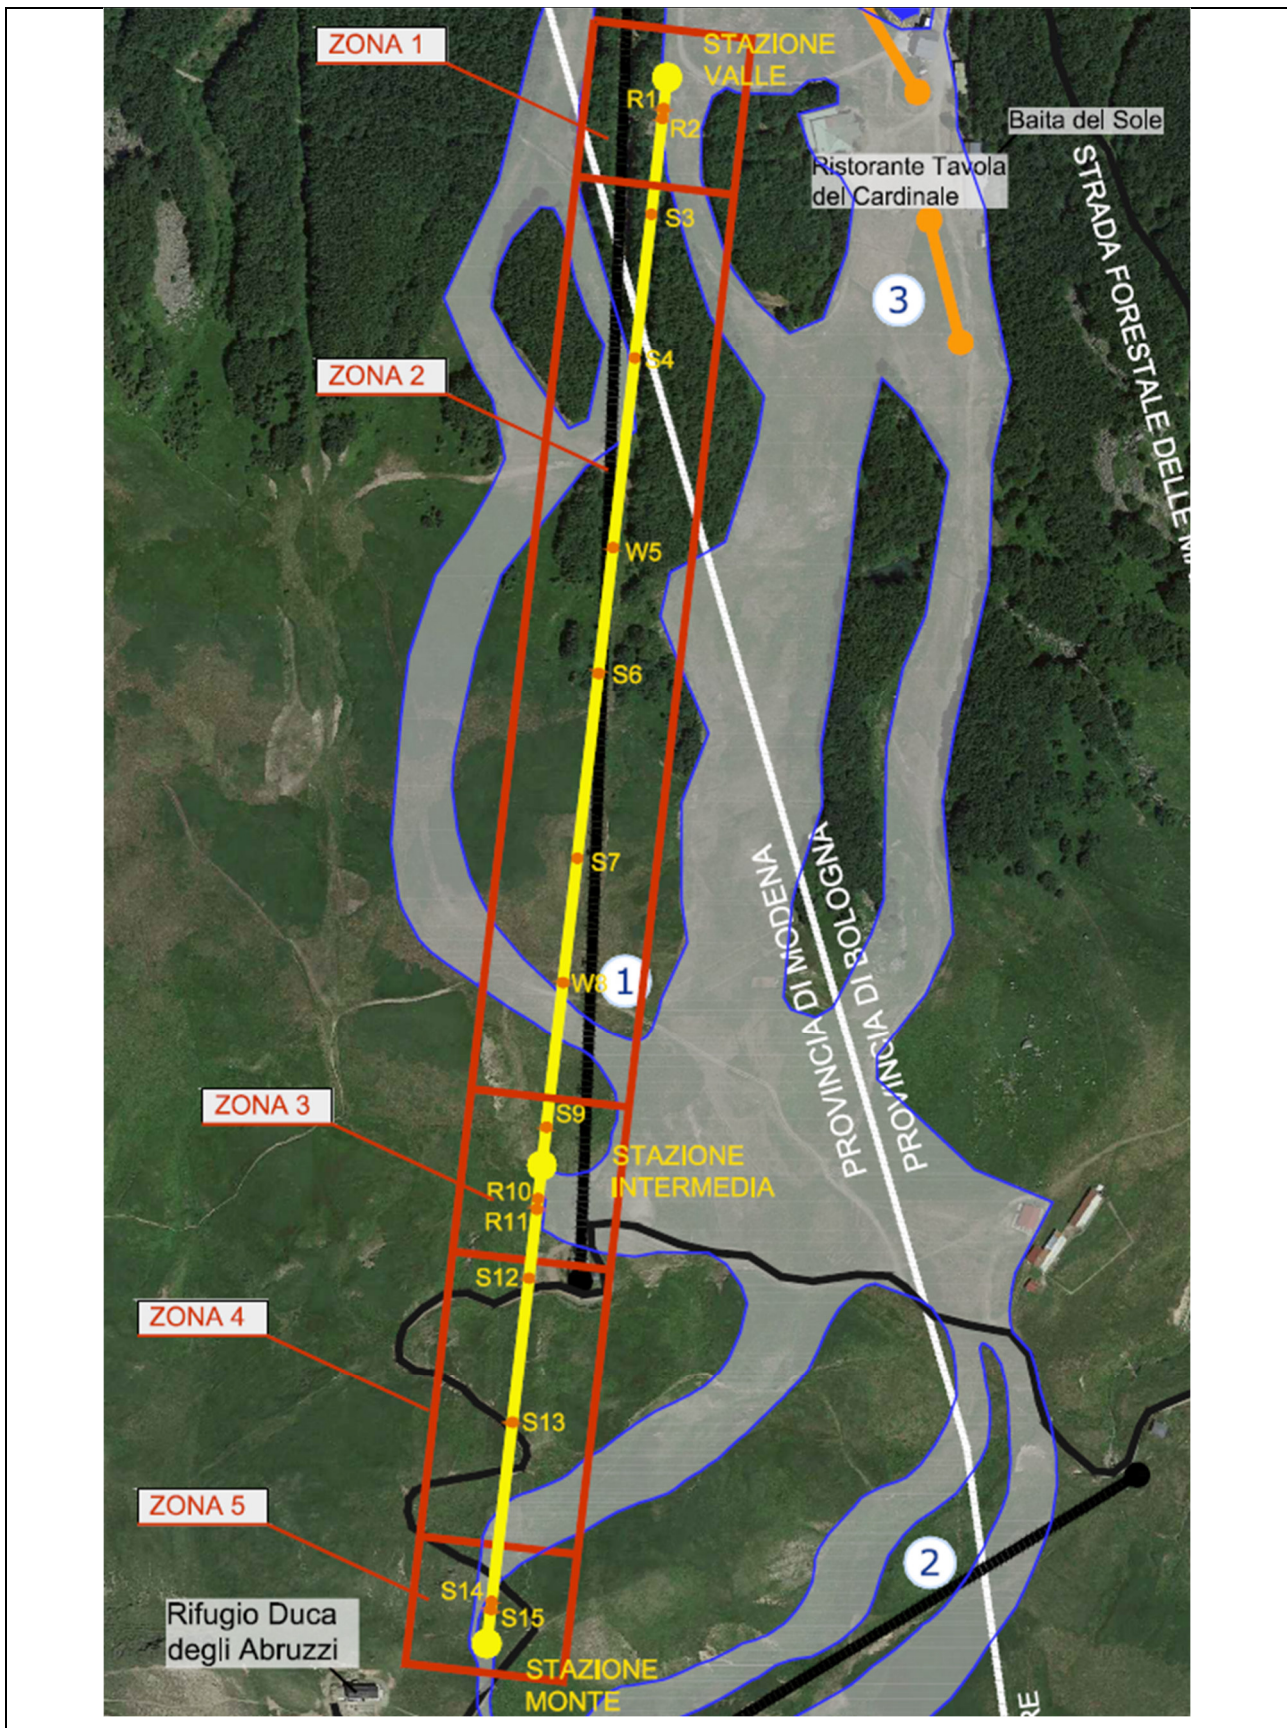 ZONA 1
STAZIONE
VALLE
R1
R2
Baita del Sole
Ristorante Tavola
del Cardinale
STRADA FORESTALE DELLE
S3
3
S4
ZONA 2
W5
S6
S7
PROVINCIA DI MODENA
PROVINCIA DI BOLOGNA
W8
1
ZONA 3
S9
STAZIONE
INTERMEDIA
R10
R11
S12
ZONA 4
S13
ZONA 5
2
S14
S15
Rifugio Duca
degli Abruzzi
STAZIONE
MONTE
RE